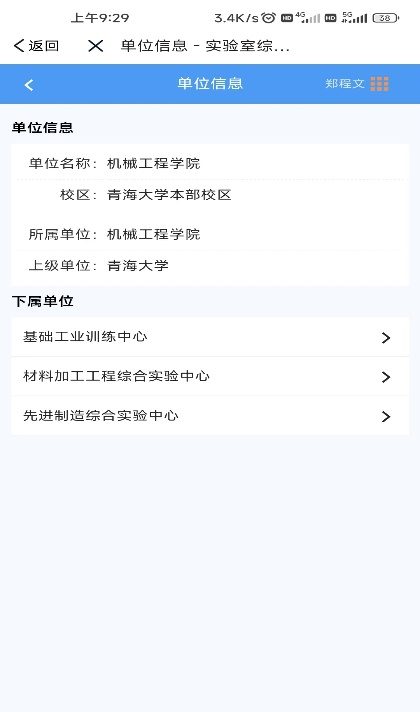 上午9:29 3.4K/s HD 4G HD 5G 38
返回 单位信息 - 实验室综...
单位信息 郑程文
单位信息
单位名称: 机械工程学院
校区: 青海大学本部校区
所属单位: 机械工程学院
上级单位: 青海大学
下属单位
基础工业训练中心
材料加工工程综合实验中心
先进制造综合实验中心